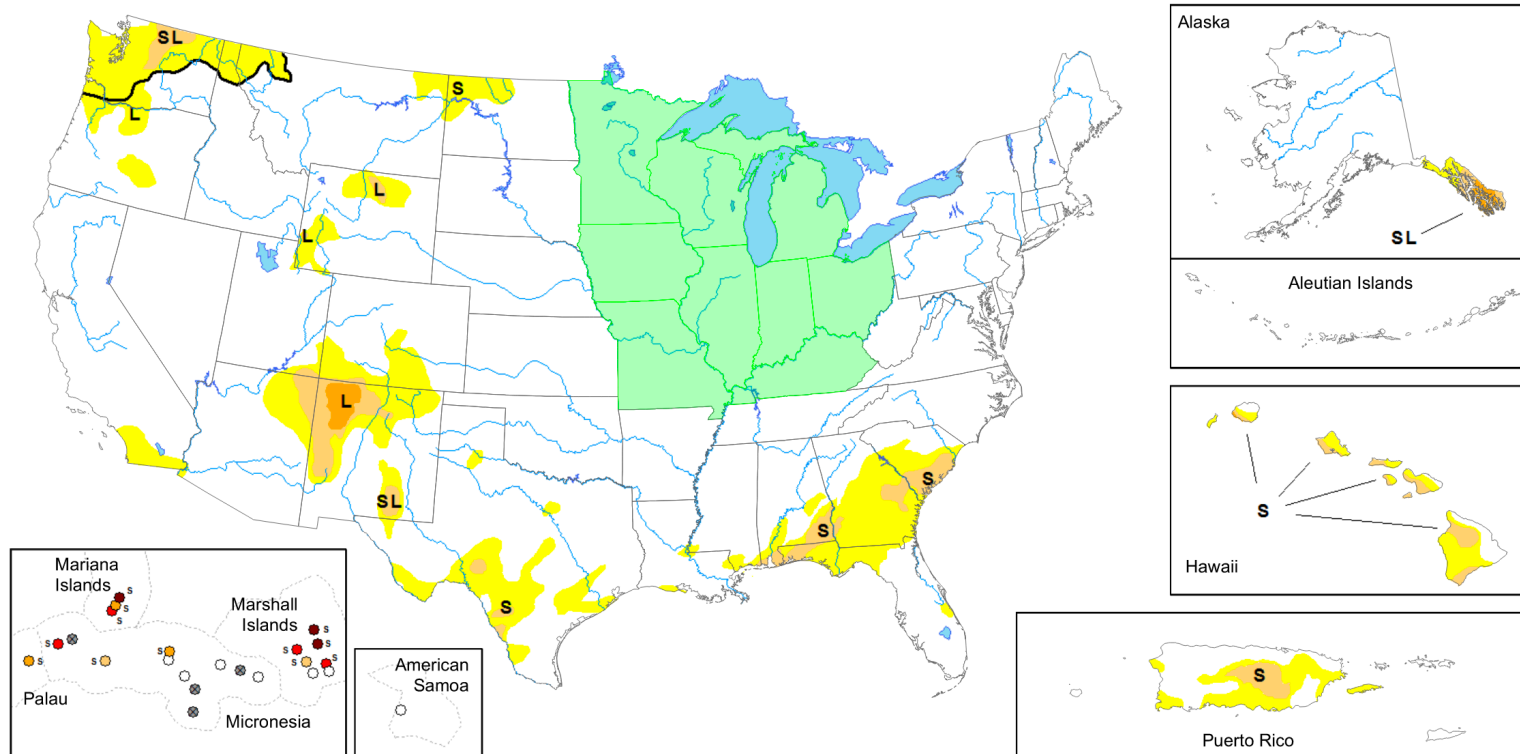 Alaska
SL
S
L
SL
Aleutian Islands
L
L
L
SL
S
S
S
S
Hawaii
Mariana
Islands
S
S
S
Marshall
Islands
S
S
S
S
S
S
S
Palau
Micronesia
American
Samoa
S
Puerto Rico